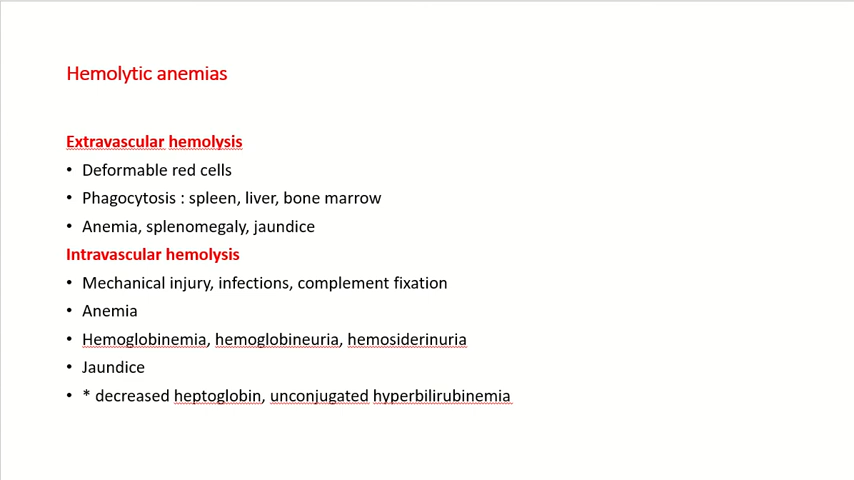 Hemolytic anemias
Extravascular hemolysis
• Deformable red cells
• Phagocytosis : spleen, liver, bone marrow
• Anemia, splenomegaly, jaundice
Intravascular hemolysis
• Mechanical injury, infections, complement fixation
• Anemia
• Hemoglobinemia, hemoglobineuria, hemosiderinuria
• Jaundice
• * decreased heptoglobin, unconjugated hyperbilirubinemia